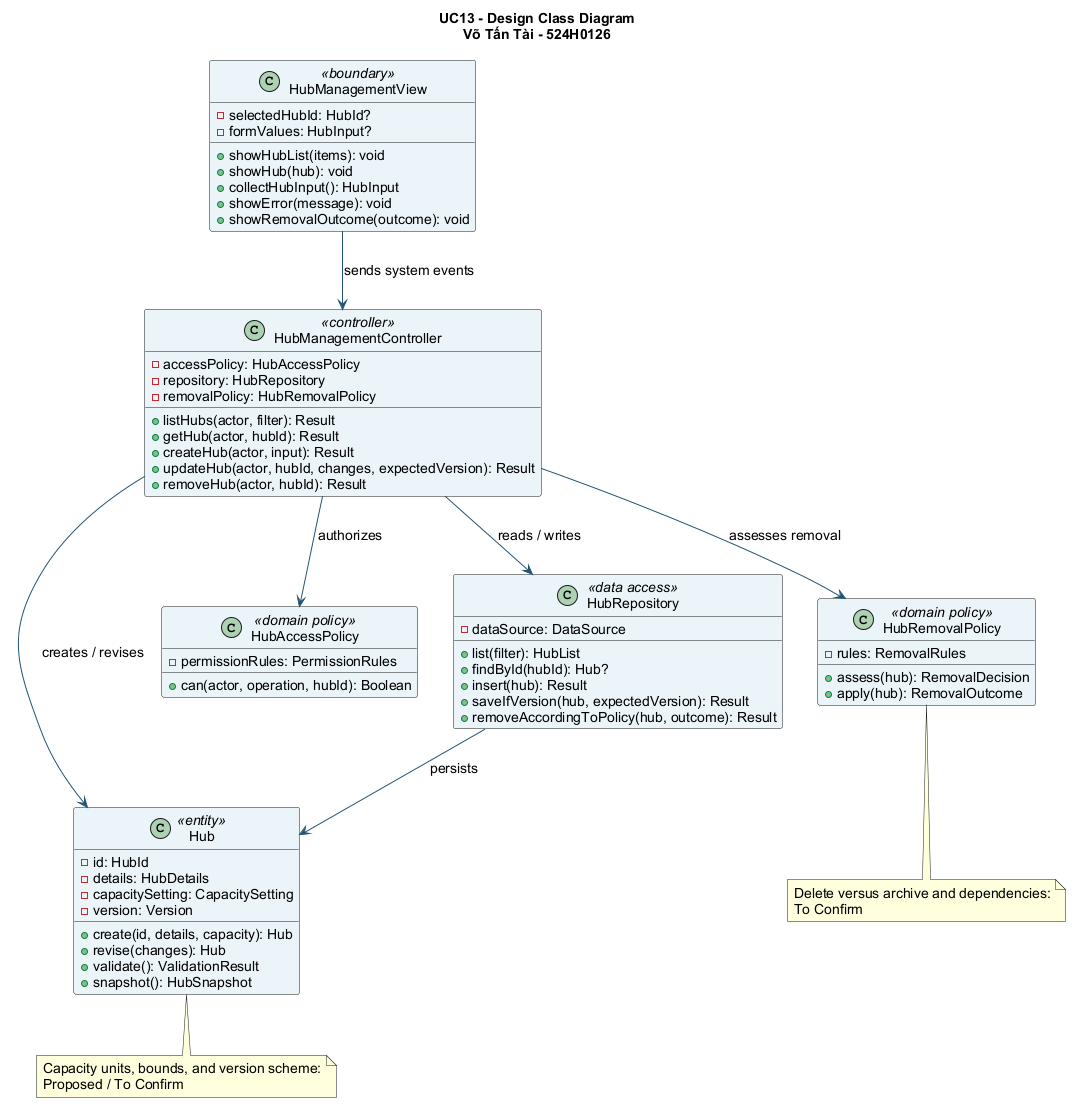 UC13 - Design Class Diagram
Võ Tấn Tài - 524H0126
«boundary»
C
HubManagementView
selectedHubId: HubId?
formValues: HubInput?
showHubList(items): void
showHub(hub): void
collectHubInput(): HubInput
showError(message): void
showRemovalOutcome(outcome): void
sends system events
«controller»
C
HubManagementController
accessPolicy: HubAccessPolicy
repository: HubRepository
removalPolicy: HubRemovalPolicy
listHubs(actor, filter): Result
getHub(actor, hubId): Result
createHub(actor, input): Result
updateHub(actor, hubId, changes, expectedVersion): Result
removeHub(actor, hubId): Result
authorizes
reads / writes
assesses removal
creates / revises
«domain policy»
C
HubAccessPolicy
permissionRules: PermissionRules
can(actor, operation, hubId): Boolean
«data access»
C
HubRepository
dataSource: DataSource
list(filter): HubList
findById(hubId): Hub?
insert(hub): Result
saveIfVersion(hub, expectedVersion): Result
removeAccordingToPolicy(hub, outcome): Result
«domain policy»
C
HubRemovalPolicy
rules: RemovalRules
assess(hub): RemovalDecision
apply(hub): RemovalOutcome
persists
«entity»
C
Hub
id: HubId
details: HubDetails
capacitySetting: CapacitySetting
version: Version
create(id, details, capacity): Hub
revise(changes): Hub
validate(): ValidationResult
snapshot(): HubSnapshot
Delete versus archive and dependencies:
To Confirm
Capacity units, bounds, and version scheme:
Proposed / To Confirm